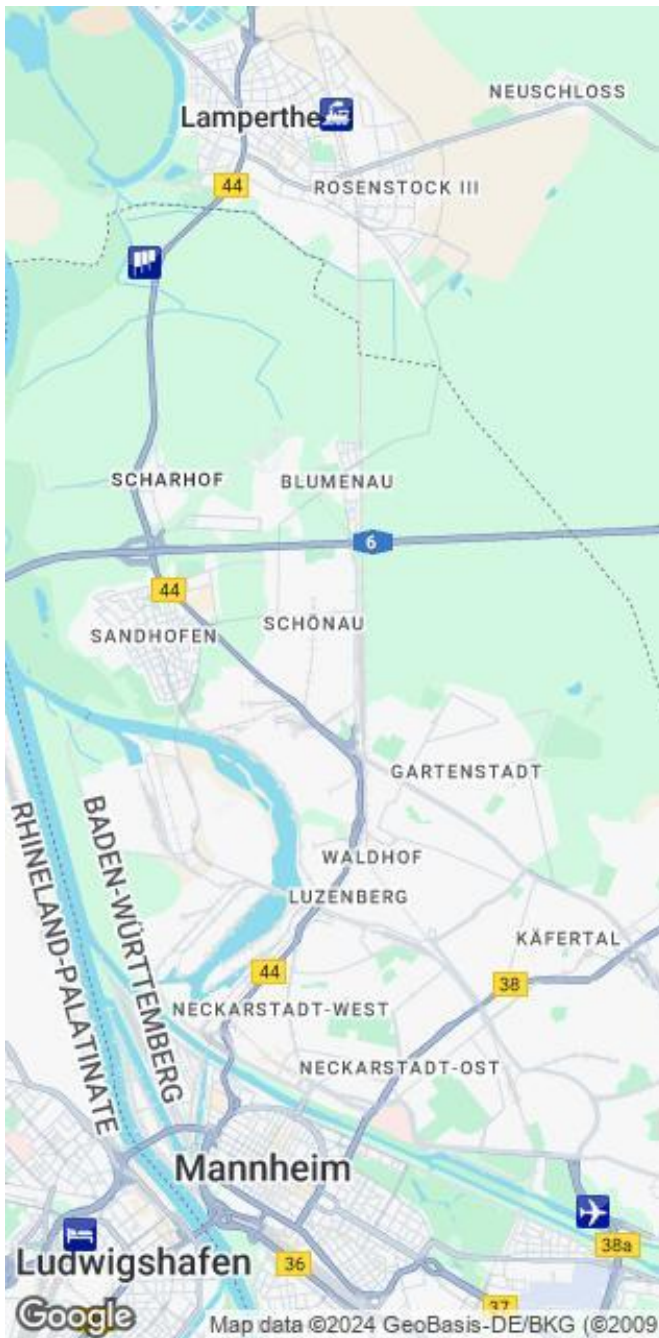 NEUSCHLOSS
Lamperthe
ROSENSTOCK III
44
SCHARHOF
BLUMENAU
6
44
SCHÖNAU
SANDHOFEN
GARTENSTADT
RHINELAND-PALATINATE
BADEN-WÜRTTEMBERG
WALDHOF
LUZENBERG
KÄFERTAL
44
38
NECKARSTADT-WEST
NECKARSTADT-OST
Mannheim
38a
Ludwigshafen
36
37
Google
Map data ©2024 GeoBasis-DE/BKG (©2009